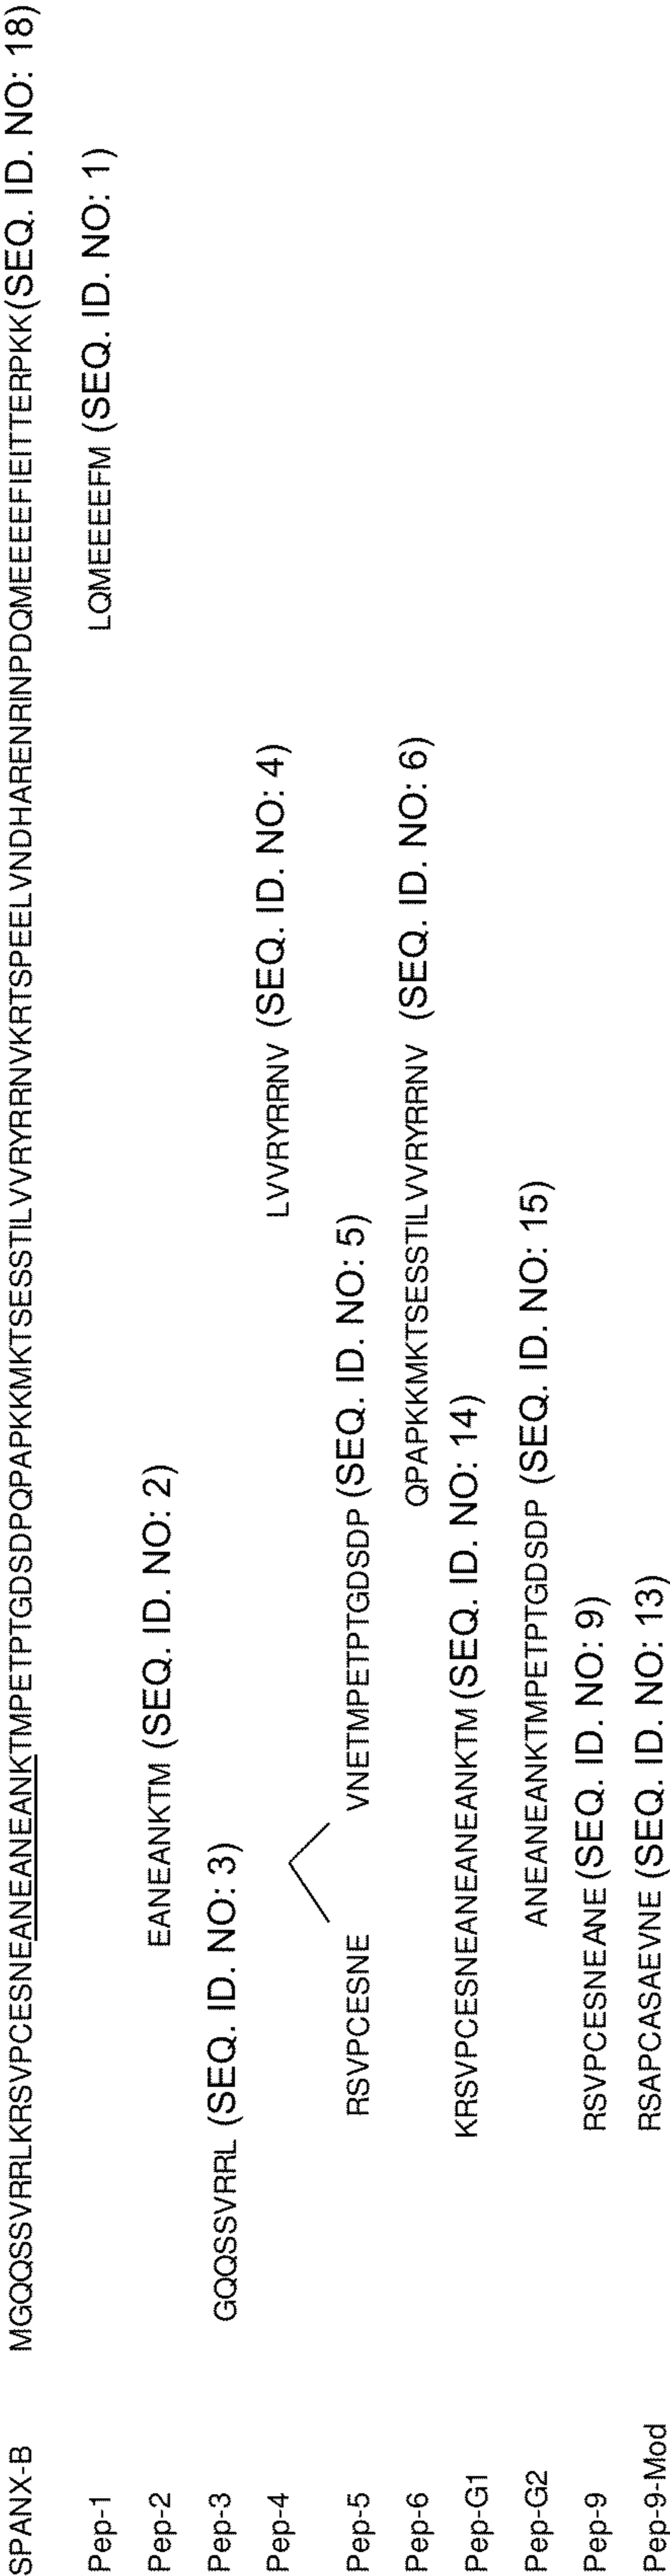 SPANX-B MGQQSSVRRLKRSVPCESNEANEANEANKTMPETPTGDSDPQPAPKKMKTSESSTILVVRYRRNVKRTSPEELVNDHARENRINPDQMEEEEFIEITTERPKK(SEQ. ID. NO: 18)
Pep-1 LQMEEEEFM (SEQ. ID. NO: 1)
Pep-2 EANEANKTM (SEQ. ID. NO: 2)
Pep-3 GQQSSVRRL (SEQ. ID. NO: 3)
Pep-4 LVVRYRRNV (SEQ. ID. NO: 4)
Pep-5 RSVPCESNE VNETMPETPTGDSDP (SEQ. ID. NO: 5)
Pep-6 QPAPKKMKTSESSTILVVRYRRNV (SEQ. ID. NO: 6)
Pep-G1 KRSVPCESNEANEANEANKTM (SEQ. ID. NO: 14)
Pep-G2 ANEANEANKTMPETPTGDSDP (SEQ. ID. NO: 15)
Pep-9 RSVPCESNEANE (SEQ. ID. NO: 9)
Pep-9-Mod RSAPCASAEVNE (SEQ. ID. NO: 13)